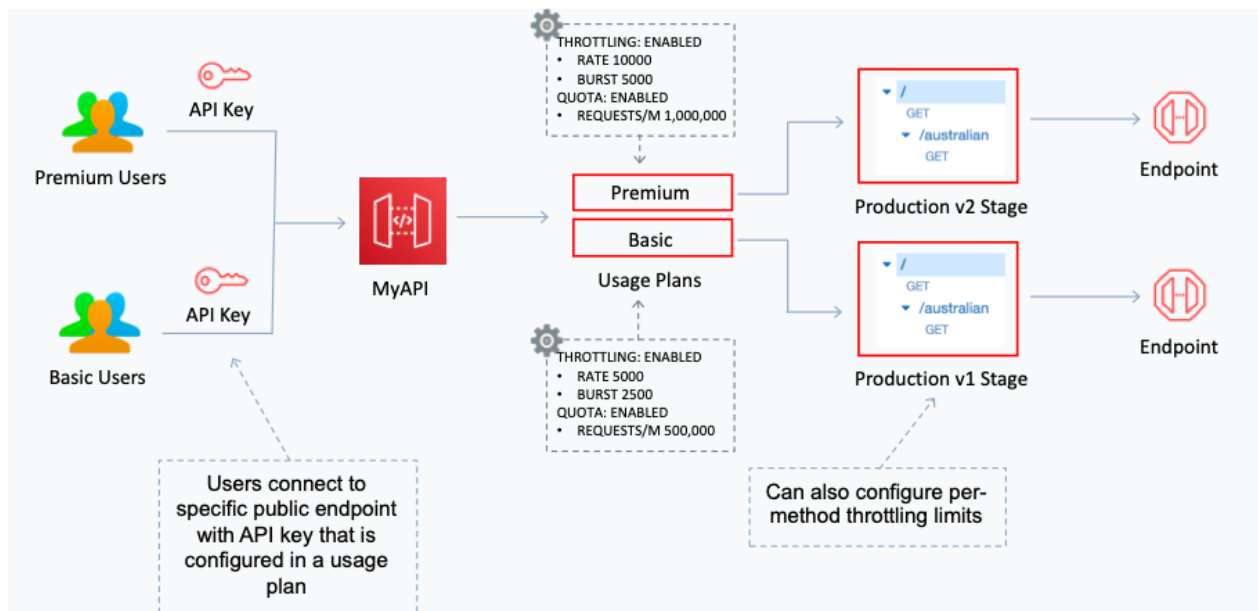 THROTTLING: ENABLED
• RATE 10000
• BURST 5000
QUOTA: ENABLED
• REQUESTS/M 1,000,000
API Key
Premium Users
MyAPI
API Key
Basic Users
Premium
Basic
Usage Plans
THROTTLING: ENABLED
• RATE 5000
• BURST 2500
QUOTA: ENABLED
• REQUESTS/M 500,000
/
GET
/australian
GET
Production v2 Stage
Endpoint
/
GET
/australian
GET
Production v1 Stage
Endpoint
Users connect to
specific public endpoint
with API key that is
configured in a usage
plan
Can also configure per-
method throttling limits